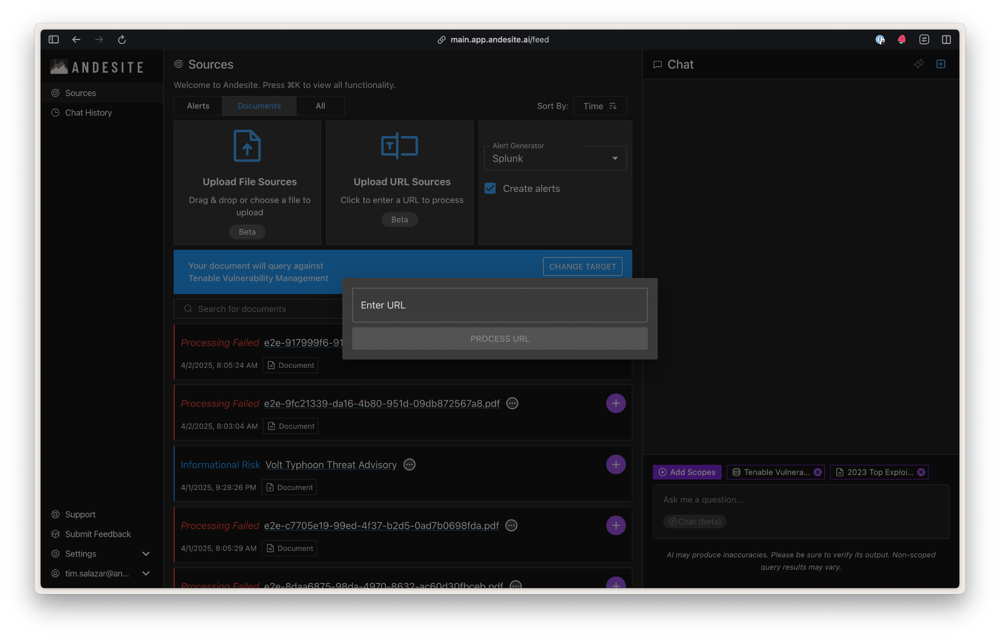 main.app.andesite.ai/feed
ANDESITE
Sources
Chat History
Support
Submit Feedback
Settings
tim.salazar@an...
Sources
Welcome to Andesite. Press ⌘K to view all functionality.
Alerts
Documents
All
Sort By:
Time
Upload File Sources
Drag & drop or choose a file to
upload
Beta
T
Upload URL Sources
Click to enter a URL to process
Beta
Alert Generator
Splunk
Create alerts
Your document will query against
Tenable Vulnerability Management
CHANGE TARGET
Search for documents
Enter URL
PROCESS URL
Processing Failed e2e-917999f6-91
4/2/2025, 8:05:24 AM Document
Processing Failed e2e-9fc21339-da16-4b80-951d-09db872567a8.pdf
4/2/2025, 8:03:04 AM Document
Informational Risk Volt Typhoon Threat Advisory
4/1/2025, 9:28:26 PM Document
Processing Failed e2e-c7705e19-99ed-4f37-b2d5-0ad7b0698fda.pdf
4/1/2025, 8:05:29 AM Document
Processing Failed e2e-8daa6875-98da-4970-8632-ac60d30fbceb.pdf
Chat
Add Scopes
Tenable Vulnera...
2023 Top Exploi...
Ask me a question...
Chat (beta)
AI may produce inaccuracies. Please be sure to verify its output. Non-scoped
query results may vary.